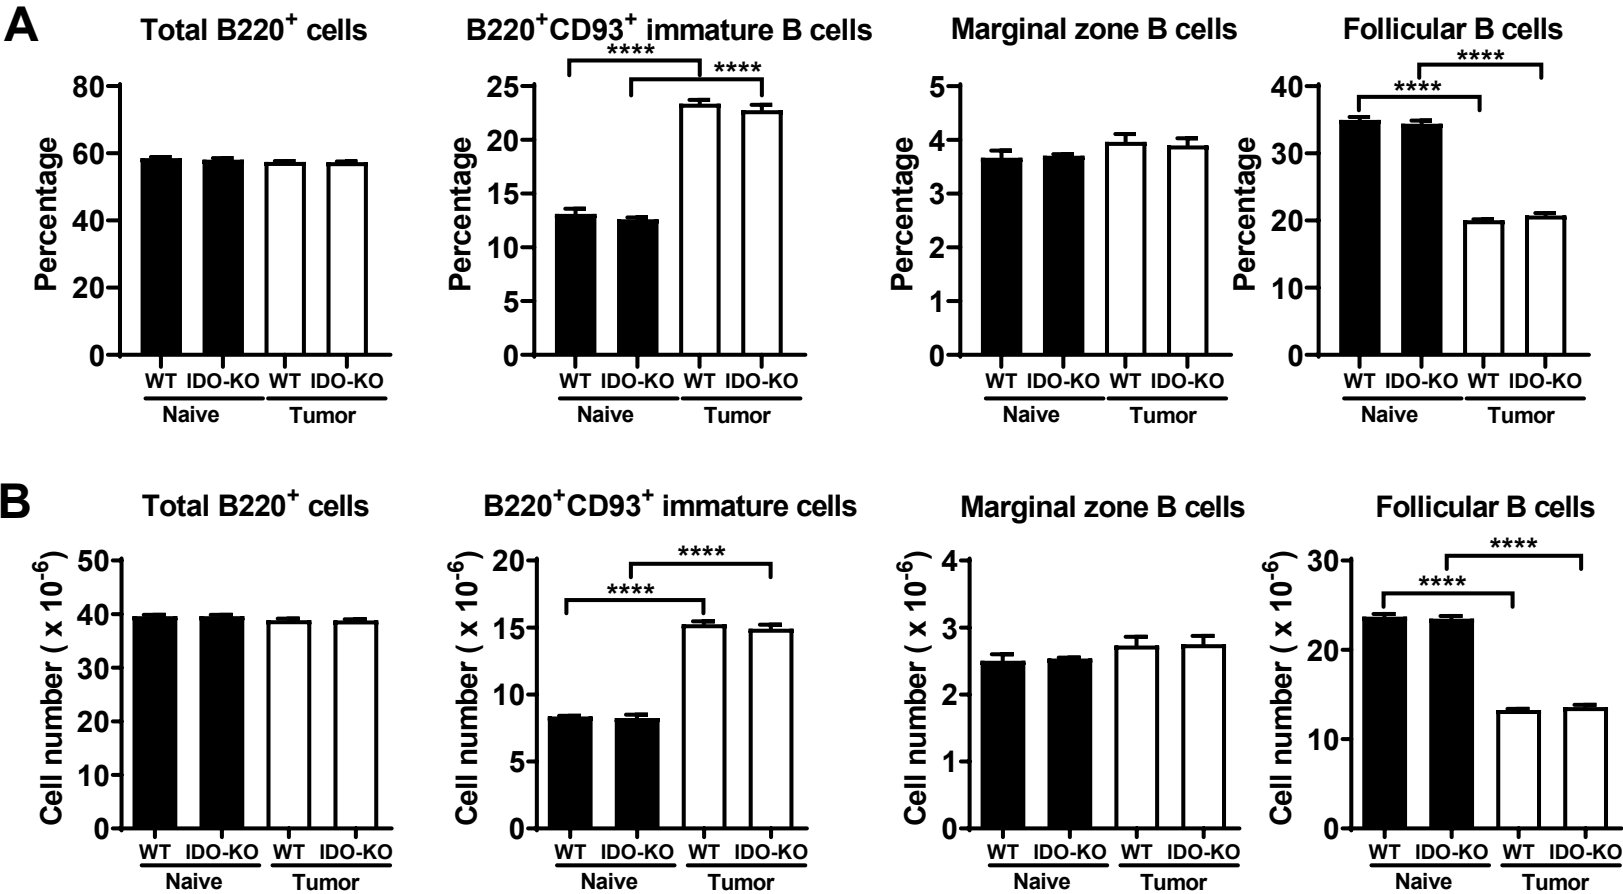 A
Total B220+ cells
B220+CD93+ immature B cells
Marginal zone B cells
Follicular B cells
Percentage
80
60
40
20
0
WT IDO-KO WT IDO-KO
Naive Tumor
Percentage
25
20
15
10
5
0
****
****
WT IDO-KO WT IDO-KO
Naive Tumor
Percentage
5
4
3
2
1
0
WT IDO-KO WT IDO-KO
Naive Tumor
Percentage
40
30
20
10
0
****
****
WT IDO-KO WT IDO-KO
Naive Tumor
B
Total B220+ cells
B220+CD93+ immature cells
Marginal zone B cells
Follicular B cells
Cell number ( x 10-6)
50
40
30
20
10
0
WT IDO-KO WT IDO-KO
Naive Tumor
Cell number ( x 10-6)
20
15
10
5
0
****
****
WT IDO-KO WT IDO-KO
Naive Tumor
Cell number ( x 10-6)
4
3
2
1
0
WT IDO-KO WT IDO-KO
Naive Tumor
Cell number ( x 10-6)
30
20
10
0
****
****
WT IDO-KO WT IDO-KO
Naive Tumor